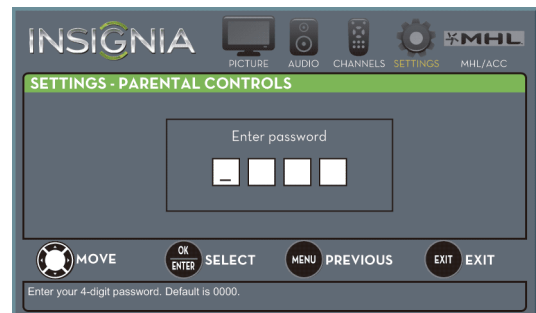 INSIGNIA
PICTURE AUDIO CHANNELS SETTINGS MHL MHL/ACC
SETTINGS - PARENTAL CONTROLS
Enter password
_
MOVE OK ENTER SELECT MENU PREVIOUS EXIT EXIT
Enter your 4-digit password. Default is 0000.